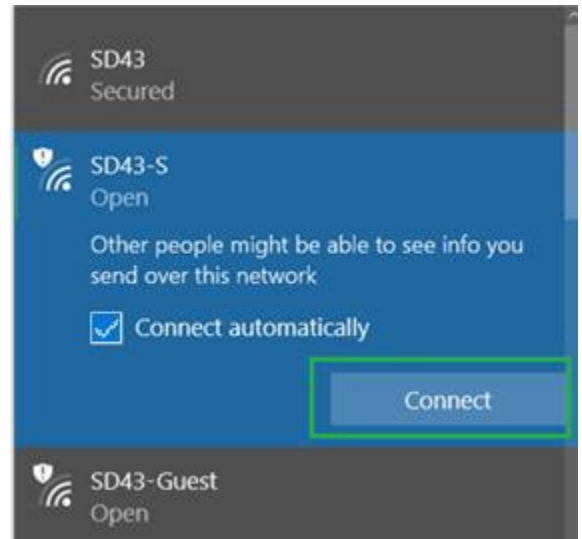 SD43
Secured
SD43-S
Open
Other people might be able to see info you
send over this network
Connect automatically
Connect
SD43-Guest
Open